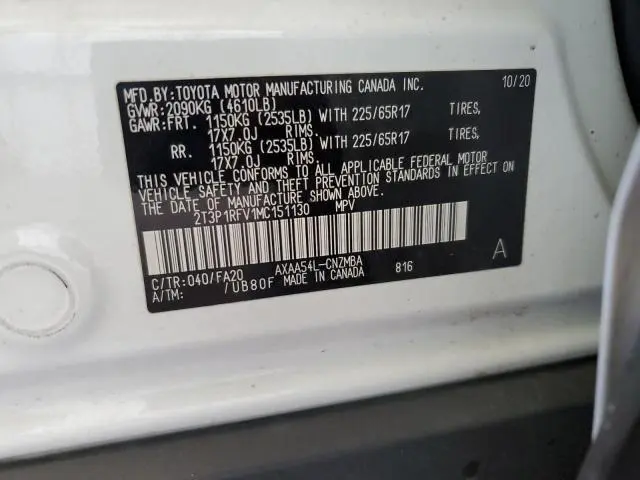 MFD.BY:TOYOTA MOTOR MANUFACTURING CANADA INC. 10/20
GVWR:2090KG (4610LB)
GAWR:FRT. 1150KG (2535LB) WITH 225/65R17 TIRES,
17X7.0J RIMS.
RR. 1150KG (2535LB) WITH 225/65R17 TIRES,
17X7.0J RIMS.
THIS VEHICLE CONFORMS TO ALL APPLICABLE FEDERAL MOTOR
VEHICLE SAFETY AND THEFT PREVENTION STANDARDS IN EFFECT ON
THE DATE OF MANUFACTURE SHOWN ABOVE.
2T3P1RFV1MC151130 MPV
A
C/TR:040/FA20 AXAA54L-CNZMBA 816
A/TM: /UB80F MADE IN CANADA